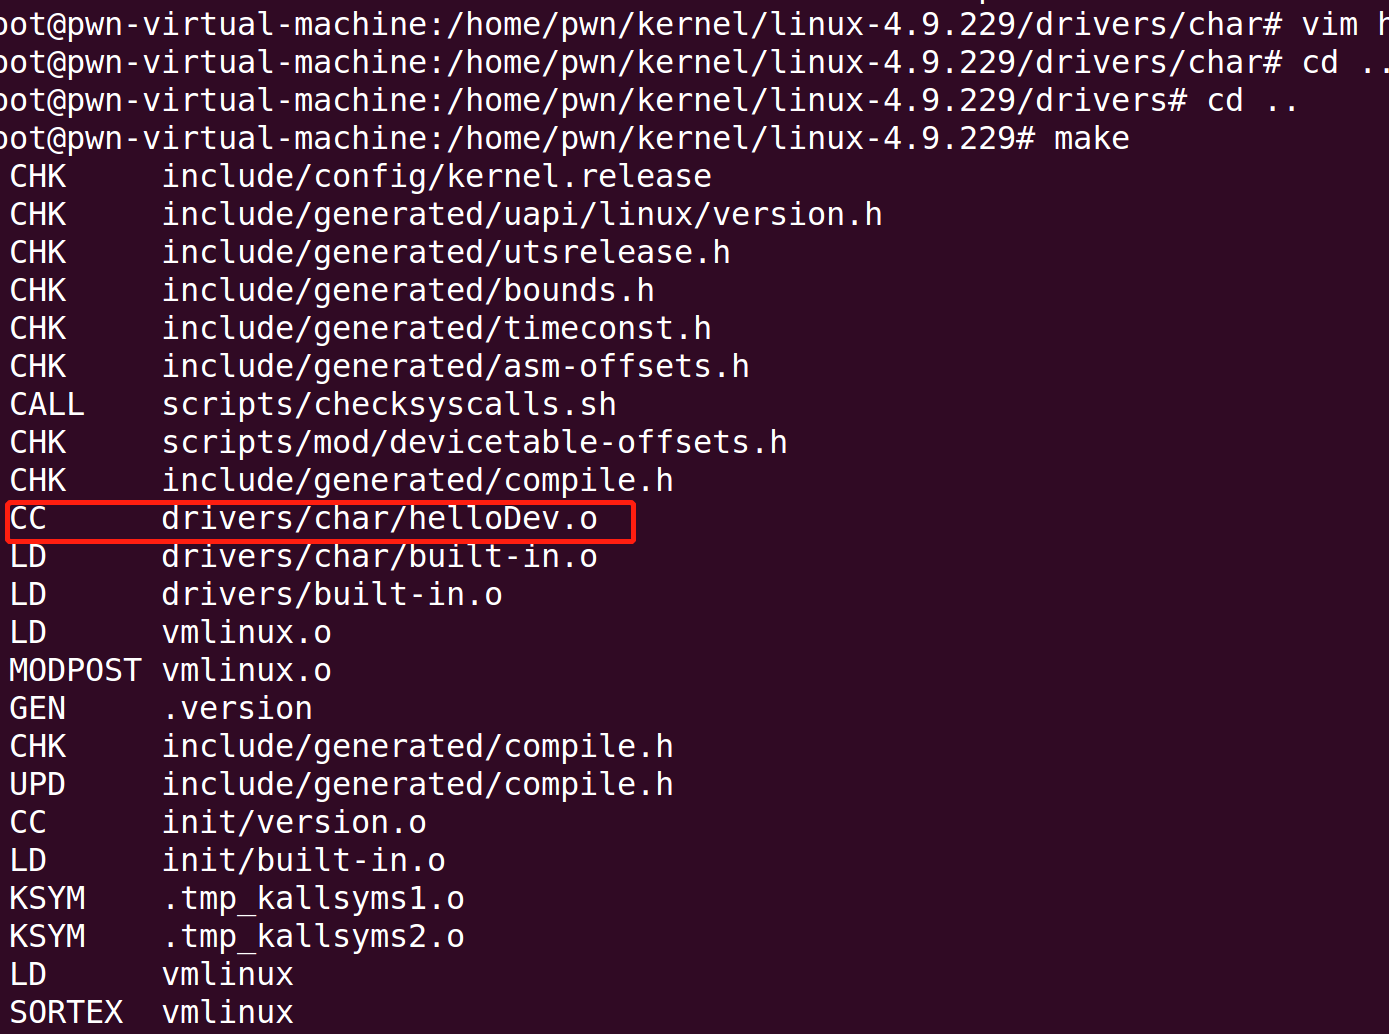 oot@pwn-virtual-machine:/home/pwn/kernel/linux-4.9.229/drivers/char# vim h
oot@pwn-virtual-machine:/home/pwn/kernel/linux-4.9.229/drivers/char# cd ..
oot@pwn-virtual-machine:/home/pwn/kernel/linux-4.9.229/drivers# cd ..
oot@pwn-virtual-machine:/home/pwn/kernel/linux-4.9.229# make
CHK     include/config/kernel.release
CHK     include/generated/uapi/linux/version.h
CHK     include/generated/utsrelease.h
CHK     include/generated/bounds.h
CHK     include/generated/timeconst.h
CHK     include/generated/asm-offsets.h
CALL    scripts/checksyscalls.sh
CHK     scripts/mod/devicetable-offsets.h
CHK     include/generated/compile.h
CC      drivers/char/helloDev.o
LD      drivers/char/built-in.o
LD      drivers/built-in.o
LD      vmlinux.o
MODPOST vmlinux.o
GEN     .version
CHK     include/generated/compile.h
UPD     include/generated/compile.h
CC      init/version.o
LD      init/built-in.o
KSYM    .tmp_kallsyms1.o
KSYM    .tmp_kallsyms2.o
LD      vmlinux
SORTEX  vmlinux